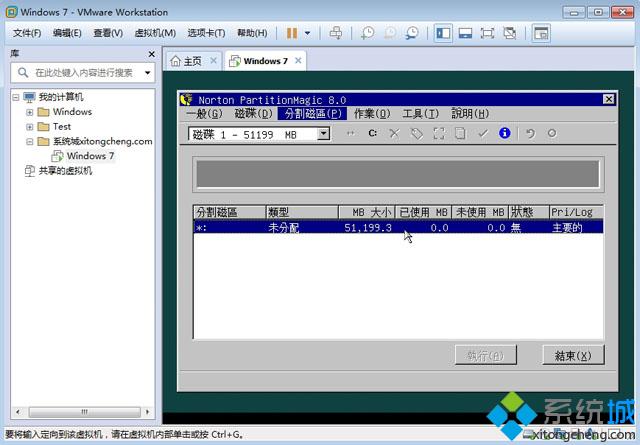 Windows 7 - VMware Workstation
文件(F) 编辑(E) 查看(V) 虚拟机(M) 选项卡(T) 帮助(H)
库
在此处键入内容进行搜索
我的计算机
Windows
Test
系统城xitongcheng.com
Windows 7
共享的虚拟机
主页
Windows 7
Norton PartitionMagic 8.0
一般(G) 磁碟(D) 分割磁區(P) 作業(O) 工具(T) 說明(H)
磁碟 1 - 51199 MB
C:
分割磁區 類型 MB 大小 已使用 MB 未使用 MB 狀態 Pri/Log
*: 未分配 51,199.3 0.0 0.0 無 主要的
執行(A) 結束(X)
要将输入定向到该虚拟机，请在虚拟机内部单击或按 Ctrl+G。
系统城